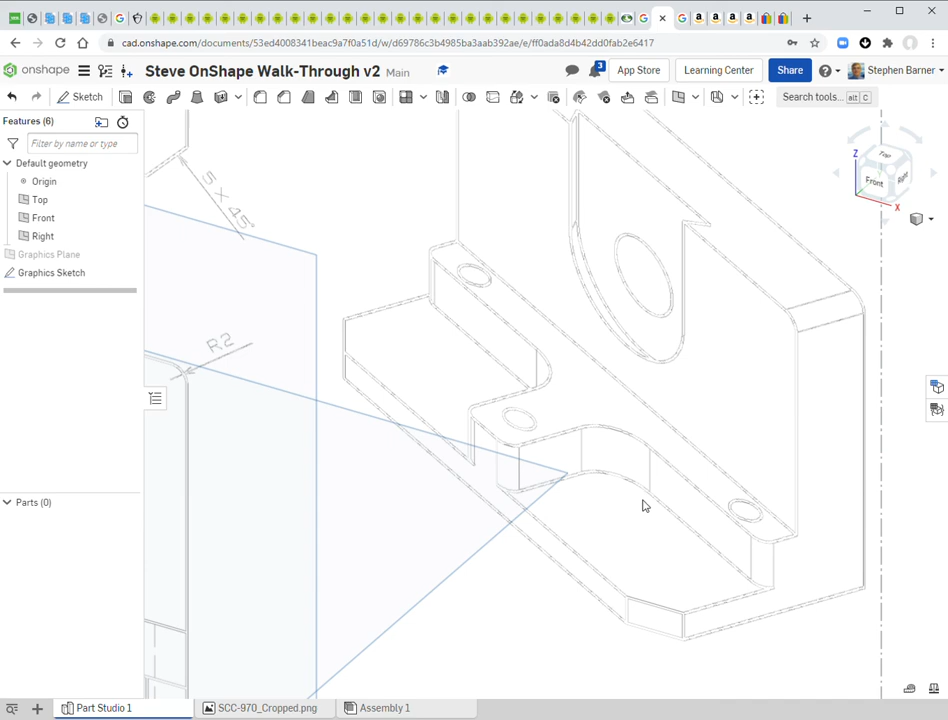 cad.onshape.com/documents/53ed4008341beac9a7f0a51d/w/d69786c3b4985ba3aab392ae/e/ff0ada8d4b42dd0fab2e6417
onshape
Steve OnShape Walk-Through v2 Main
3
App Store
Learning Center
Share
Stephen Barner
Sketch
Search tools... alt C
Features (6)
Filter by name or type
Default geometry
Origin
Top
Front
Right
Graphics Plane
Graphics Sketch
Parts (0)
5 X 45°
R2
Z
Top
Front
Right
X
Part Studio 1
SCC-970_Cropped.png
Assembly 1